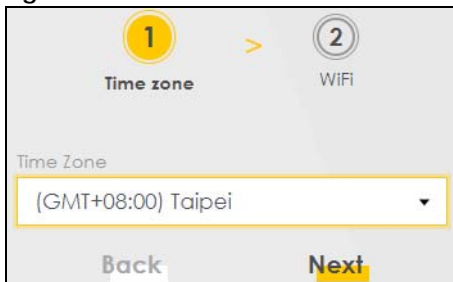 1 > 2
Time zone WiFi
Time Zone
(GMT+08:00) Taipei
Back Next